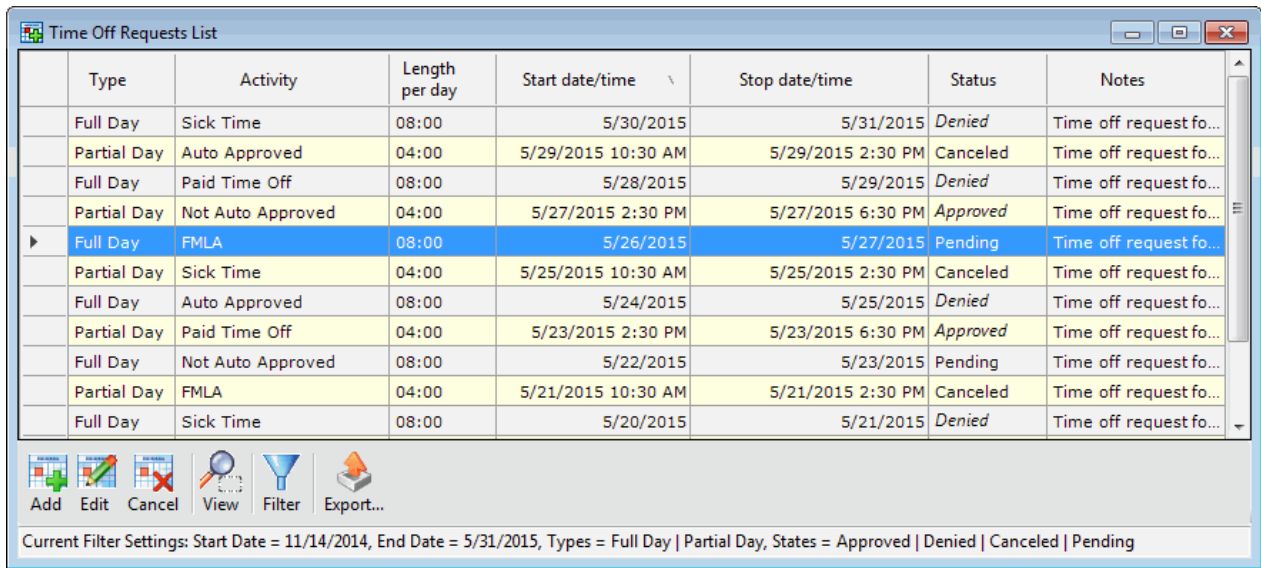 Time Off Requests List
Type Activity Length per day Start date/time Stop date/time Status Notes
Full Day Sick Time 08:00 5/30/2015 5/31/2015 Denied Time off request fo...
Partial Day Auto Approved 04:00 5/29/2015 10:30 AM 5/29/2015 2:30 PM Canceled Time off request fo...
Full Day Paid Time Off 08:00 5/28/2015 5/29/2015 Denied Time off request fo...
Partial Day Not Auto Approved 04:00 5/27/2015 2:30 PM 5/27/2015 6:30 PM Approved Time off request fo...
Full Day FMLA 08:00 5/26/2015 5/27/2015 Pending Time off request fo...
Partial Day Sick Time 04:00 5/25/2015 10:30 AM 5/25/2015 2:30 PM Canceled Time off request fo...
Full Day Auto Approved 08:00 5/24/2015 5/25/2015 Denied Time off request fo...
Partial Day Paid Time Off 04:00 5/23/2015 2:30 PM 5/23/2015 6:30 PM Approved Time off request fo...
Full Day Not Auto Approved 08:00 5/22/2015 5/23/2015 Pending Time off request fo...
Partial Day FMLA 04:00 5/21/2015 10:30 AM 5/21/2015 2:30 PM Canceled Time off request fo...
Full Day Sick Time 08:00 5/20/2015 5/21/2015 Denied Time off request fo...
Add Edit Cancel View Filter Export...
Current Filter Settings: Start Date = 11/14/2014, End Date = 5/31/2015, Types = Full Day | Partial Day, States = Approved | Denied | Canceled | Pending